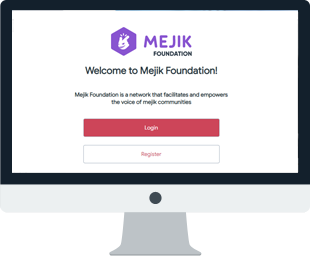 MEJIK
FOUNDATION
Welcome to Mejik Foundation!
Mejik Foundation is a network that facilitates and empowers
the voice of mejik communities
Login
Register